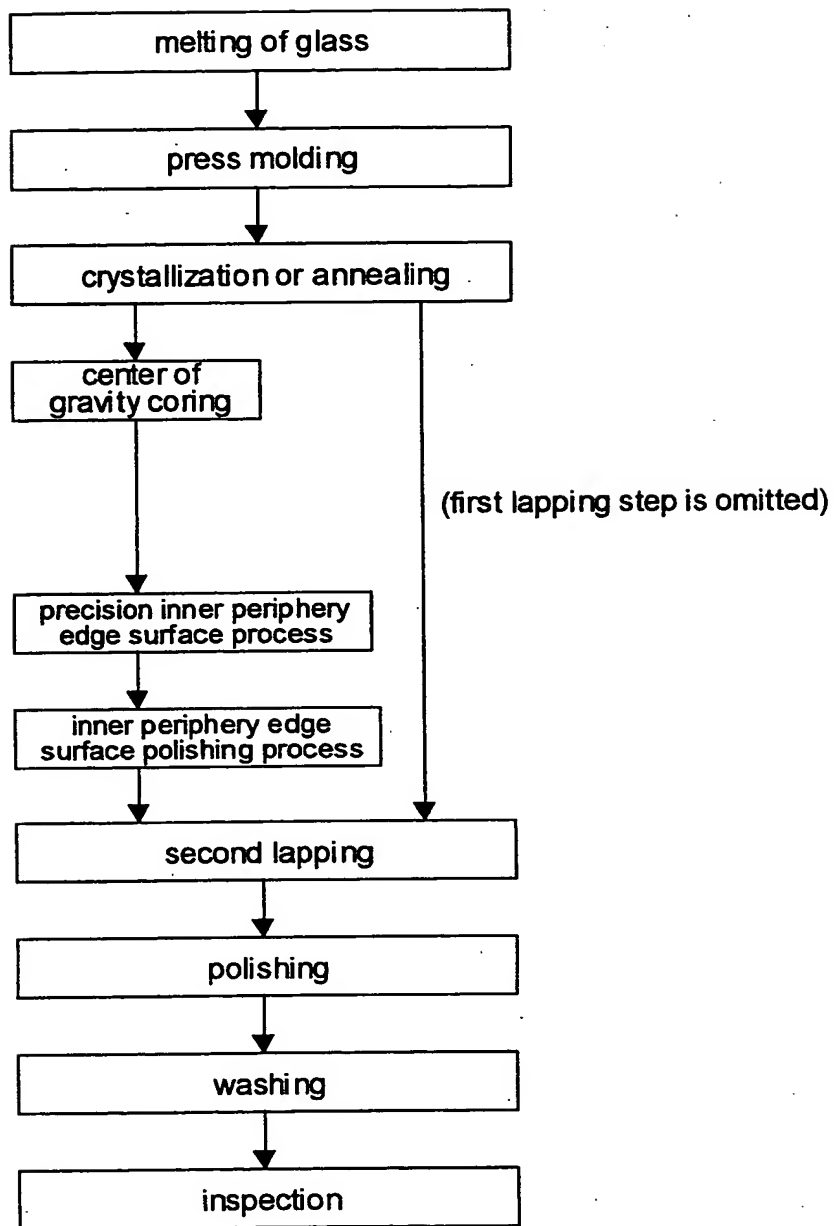 melting of glass
press molding
crystallization or annealing
center of
gravity coring
(first lapping step is omitted)
precision inner periphery
edge surface process
inner periphery edge
surface polishing process
second lapping
polishing
washing
inspection